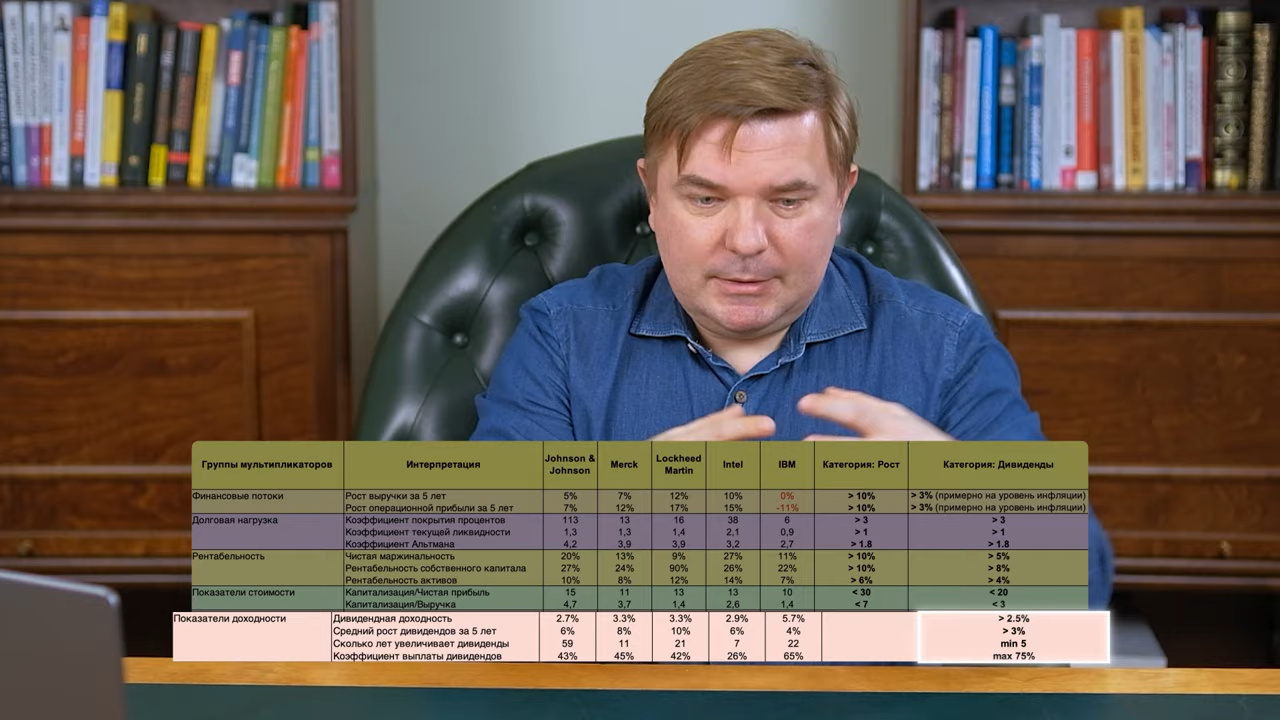 Группы мультипликаторов Интерпретация Johnson & Johnson Merck Lockheed Martin Intel IBM Категория: Рост Категория: Дивиденды
Финансовые потоки Рост выручки за 5 лет 5% 7% 12% 10% 0% > 10% > 3% (примерно на уровень инфляции)
Рост операционной прибыли за 5 лет 7% 12% 17% 15% -11% > 10% > 3% (примерно на уровень инфляции)
Долговая нагрузка Коэффициент покрытия процентов 113 13 16 38 6 > 3 > 3
Коэффициент текущей ликвидности 1,3 1,3 1,4 2,1 0,9 > 1 > 1
Коэффициент Альтмана 4,2 3,9 3,9 3,2 2,7 > 1.8 > 1.8
Рентабельность Чистая маржинальность 20% 13% 9% 27% 11% > 10% > 5%
Рентабельность собственного капитала 27% 24% 90% 26% 22% > 10% > 8%
Рентабельность активов 10% 8% 12% 14% 7% > 6% > 4%
Показатели стоимости Капитализация/Чистая прибыль 15 11 13 13 10 < 30 < 20
Капитализация/Выручка 4,7 3,7 1,4 2,6 1,4 < 7 < 3
Показатели доходности Дивидендная доходность 2.7% 3.3% 3.3% 2.9% 5.7% > 2.5%
Средний рост дивидендов за 5 лет 6% 8% 10% 6% 4% > 3%
Сколько лет увеличивает дивиденды 59 11 21 7 22 min 5
Коэффициент выплаты дивидендов 43% 45% 42% 26% 65% max 75%